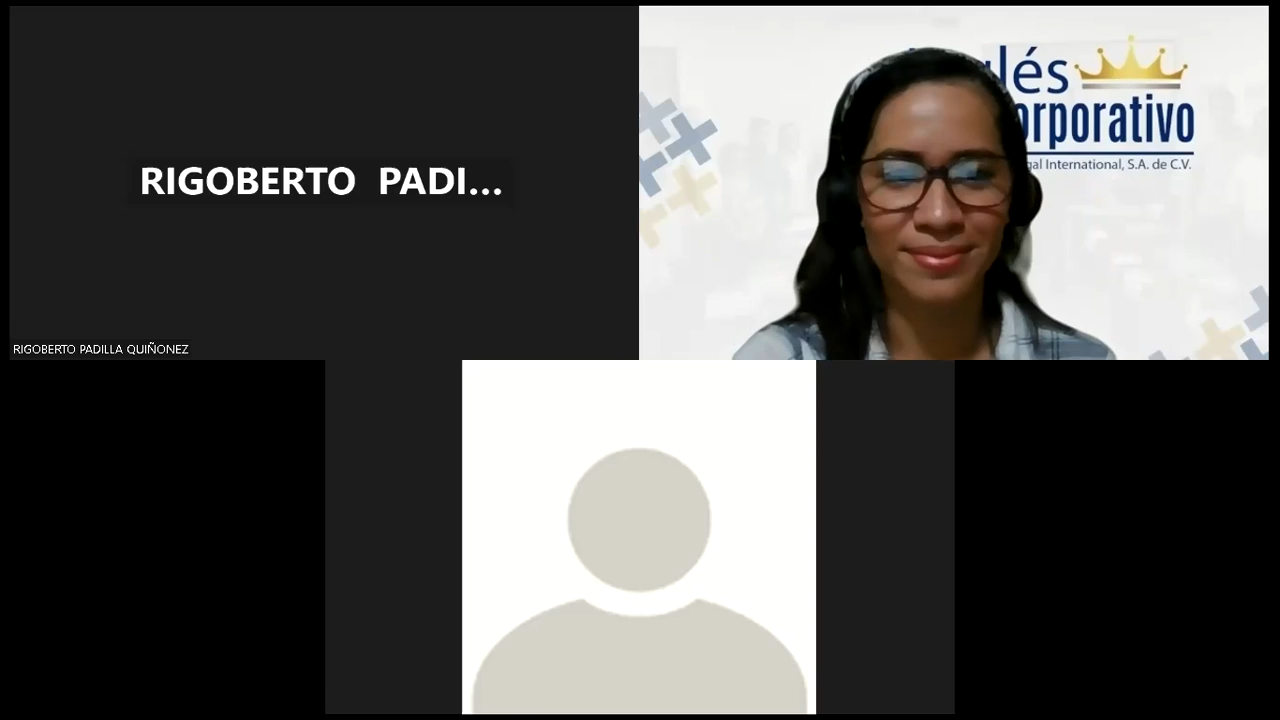 RIGOBERTO PADI...
RIGOBERTO PADILLA QUIÑONEZ
lés
orporativo
gal International, S.A. de C.V.